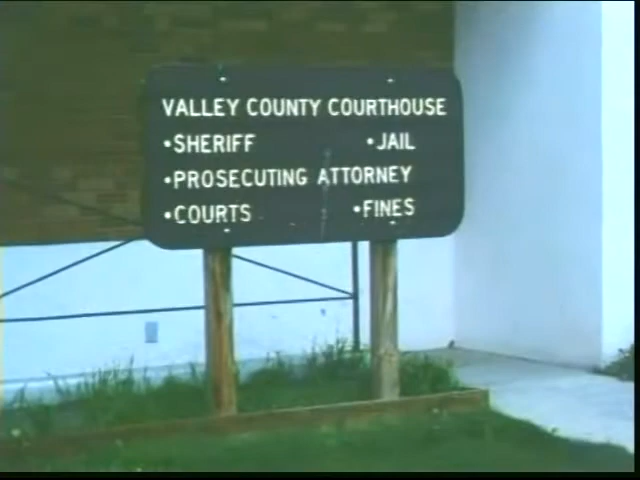 VALLEY COUNTY COURTHOUSE
•SHERIFF •JAIL
•PROSECUTING ATTORNEY
•COURTS •FINES